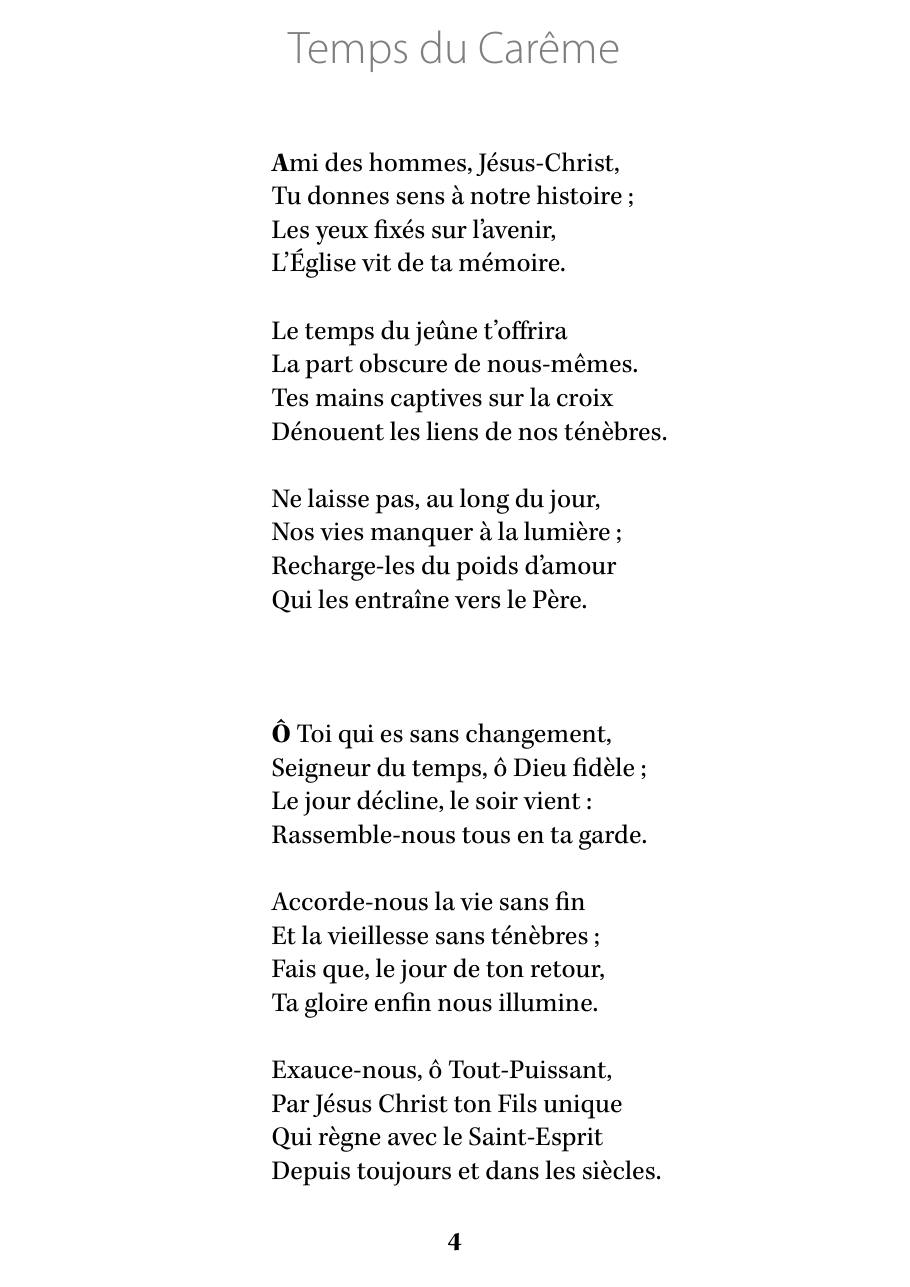 Temps du Carême
Ami des hommes, Jésus-Christ,
Tu donnes sens à notre histoire ;
Les yeux fixés sur l’avenir,
L’Église vit de ta mémoire.
Le temps du jeûne t’offrira
La part obscure de nous-mêmes.
Tes mains captives sur la croix
Dénouent les liens de nos ténèbres.
Ne laisse pas, au long du jour,
Nos vies manquer à la lumière ;
Recharge-les du poids d’amour
Qui les entraîne vers le Père.
Ô Toi qui es sans changement,
Seigneur du temps, ô Dieu fidèle ;
Le jour décline, le soir vient :
Rassemble-nous tous en ta garde.
Accorde-nous la vie sans fin
Et la vieillesse sans ténèbres ;
Fais que, le jour de ton retour,
Ta gloire enfin nous illumine.
Exauce-nous, ô Tout-Puissant,
Par Jésus Christ ton Fils unique
Qui règne avec le Saint-Esprit
Depuis toujours et dans les siècles.
4